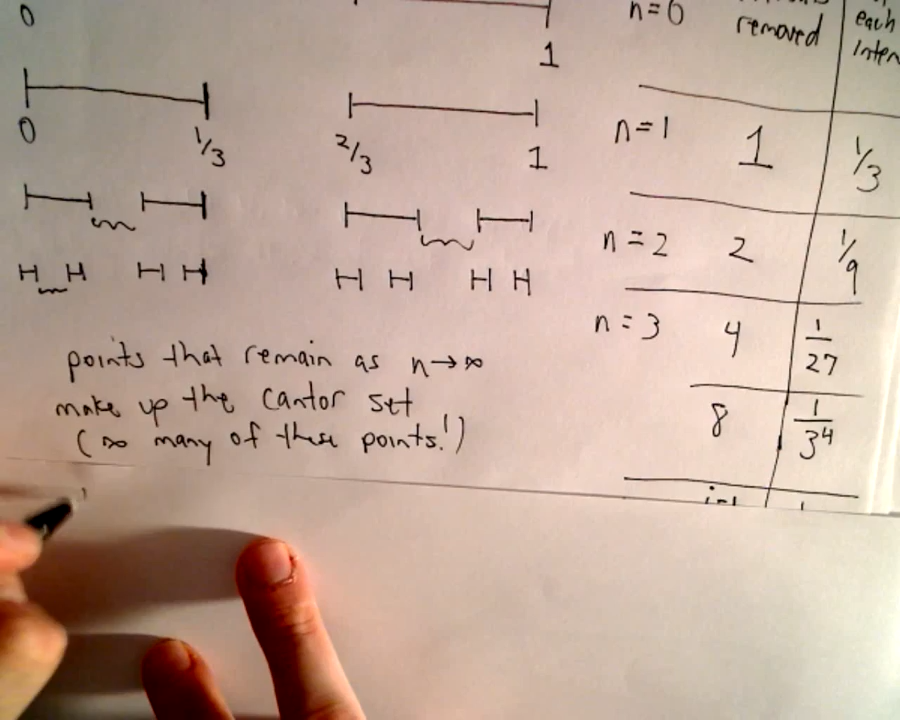 0
1
0 1/3 2/3 1
points that remain as n→∞
make up the Cantor set
(∞ many of these points!)
n=0 removed each
n=1 1 1/3
n=2 2 1/9
n=3 4 1/27
8 1/3⁴